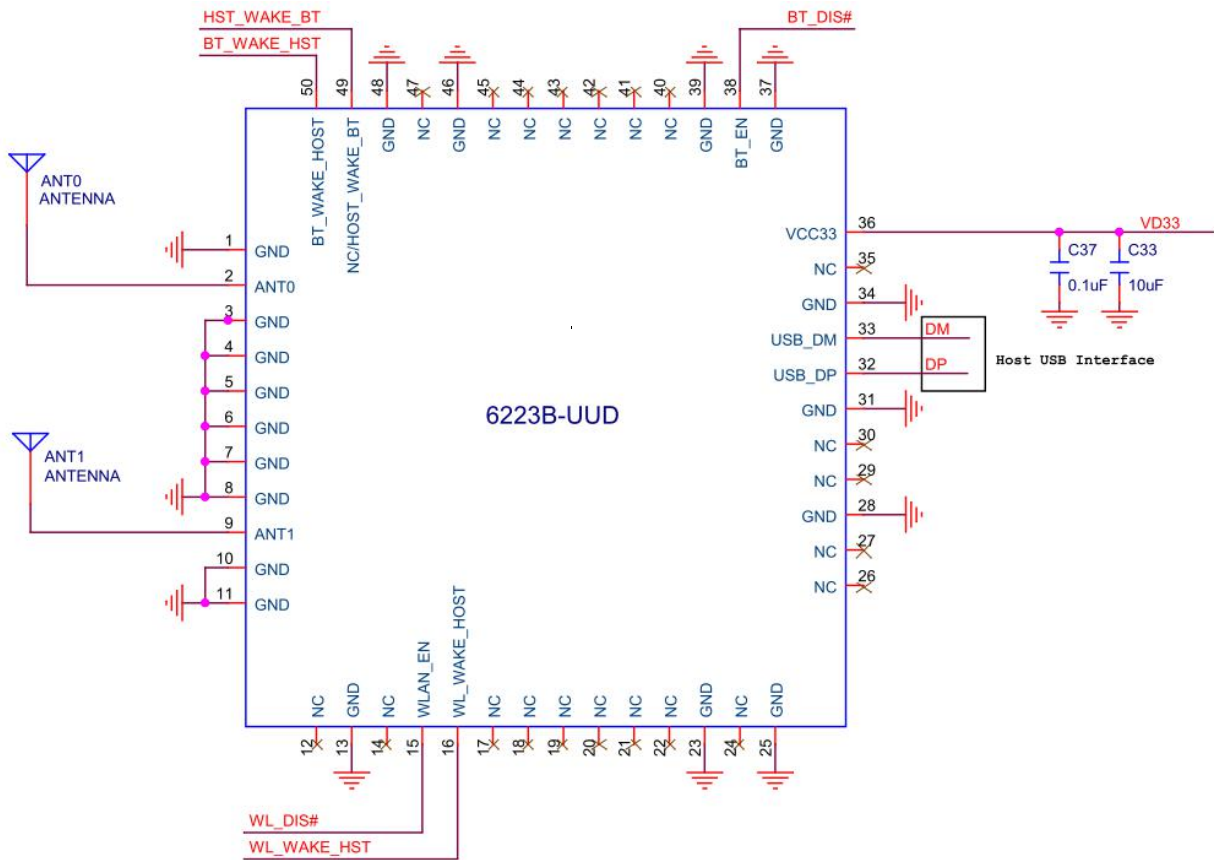 HST_WAKE_BT
BT_WAKE_HST
BT_DIS#
50 49 48 47 46 45 44 43 42 41 40 39 38 37
BT_WAKE_HOST
NC/HOST_WAKE_BT
GND
NC
GND
NC
NC
NC
NC
NC
NC
GND
BT_EN
GND
ANT0
ANTENNA
1 GND
2 ANT0
3 GND
4 GND
5 GND
6 GND
7 GND
8 GND
9 ANT1
10 GND
11 GND
ANT1
ANTENNA
6223B-UUD
VCC33 36
VD33
NC 35
C37
0.1uF
C33
10uF
GND 34
USB_DM 33 DM
USB_DP 32 DP
Host USB Interface
GND 31
NC 30
NC 29
GND 28
NC 27
NC 26
NC
GND
NC
WLAN_EN
WL_WAKE_HOST
NC
NC
NC
NC
NC
NC
GND
NC
GND
12 13 14 15 16 17 18 19 20 21 22 23 24 25
WL_DIS#
WL_WAKE_HST